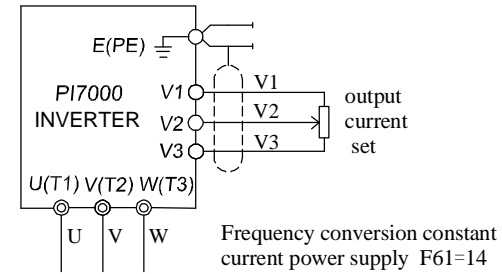 E(PE)
PI7000
INVERTER
V1
V2
V3
V1
V2
V3
output
current
set
U(T1) V(T2) W(T3)
U V W
Frequency conversion constant
current power supply F61=14